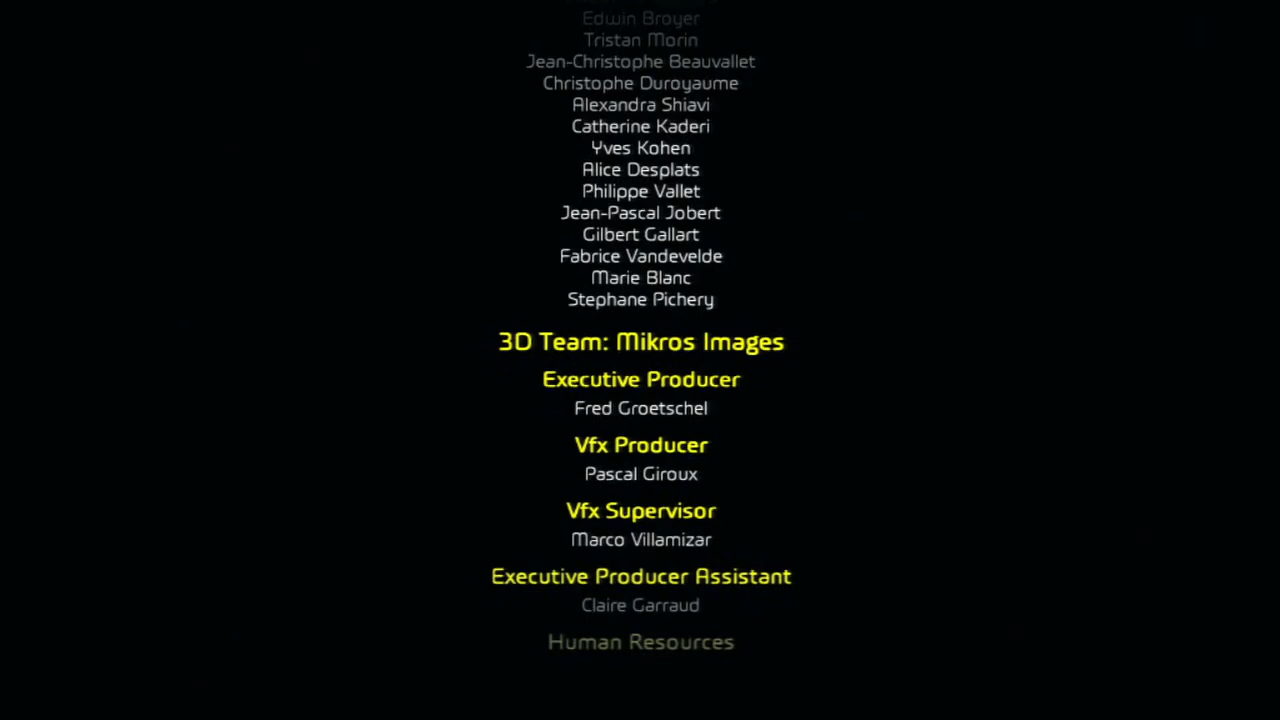 Edwin Broyer
Tristan Morin
Jean-Christophe Beauvallet
Christophe Duroyaume
Alexandra Shiavi
Catherine Kaderi
Yves Kohen
Alice Desplats
Philippe Vallet
Jean-Pascal Jobert
Gilbert Gallart
Fabrice Vandevelde
Marie Blanc
Stephane Pichery
3D Team: Mikros Images
Executive Producer
Fred Groetschel
Vfx Producer
Pascal Giroux
Vfx Supervisor
Marco Villamizar
Executive Producer Assistant
Claire Garraud
Human Resources